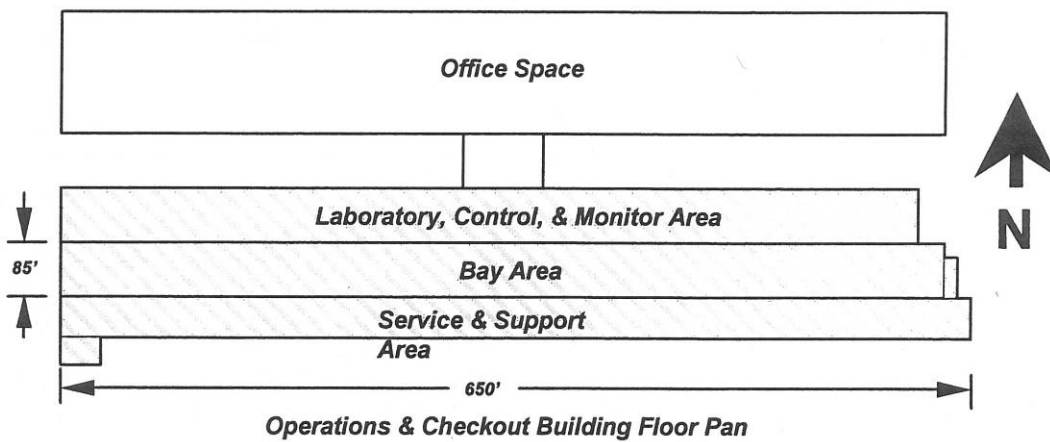 Office Space
N
Laboratory, Control, & Monitor Area
85'
Bay Area
Service & Support
Area
650'
Operations & Checkout Building Floor Pan